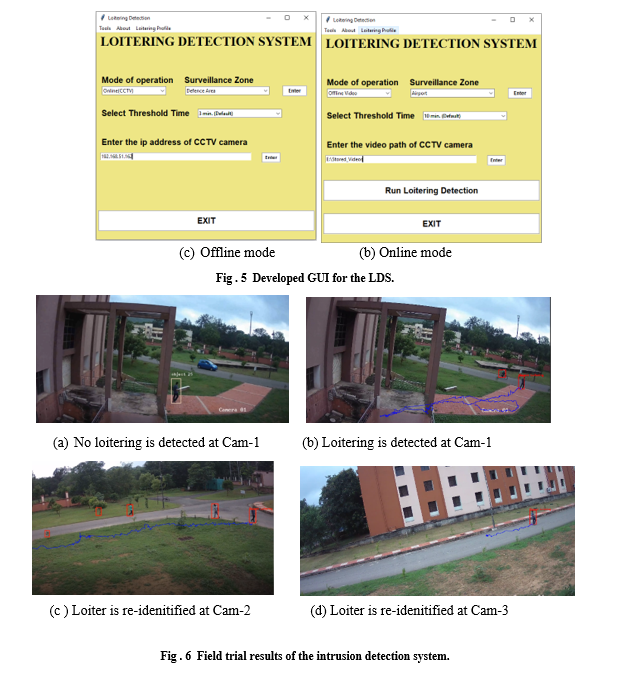 Loitering Detection
Tools About Loitering Profile
LOITERING DETECTION SYSTEM
Mode of operation Surveillance Zone
Online(CCTV) Defence Area Enter
Select Threshold Time 3 min. (Default)
Enter the ip address of CCTV camera
192.168.51.162 Enter
EXIT
Loitering Detection
Tools About Loitering Profile
LOITERING DETECTION SYSTEM
Mode of operation Surveillance Zone
Offline Video Airport Enter
Select Threshold Time 10 min. (Default)
Enter the video path of CCTV camera
E:\Stored_Videos Enter
Run Loitering Detection
EXIT
(c) Offline mode (b) Online mode
Fig . 5 Developed GUI for the LDS.
Camera 01
(a) No loitering is detected at Cam-1 (b) Loitering is detected at Cam-1
(c ) Loiter is re-idenitified at Cam-2 (d) Loiter is re-idenitified at Cam-3
Fig . 6 Field trial results of the intrusion detection system.